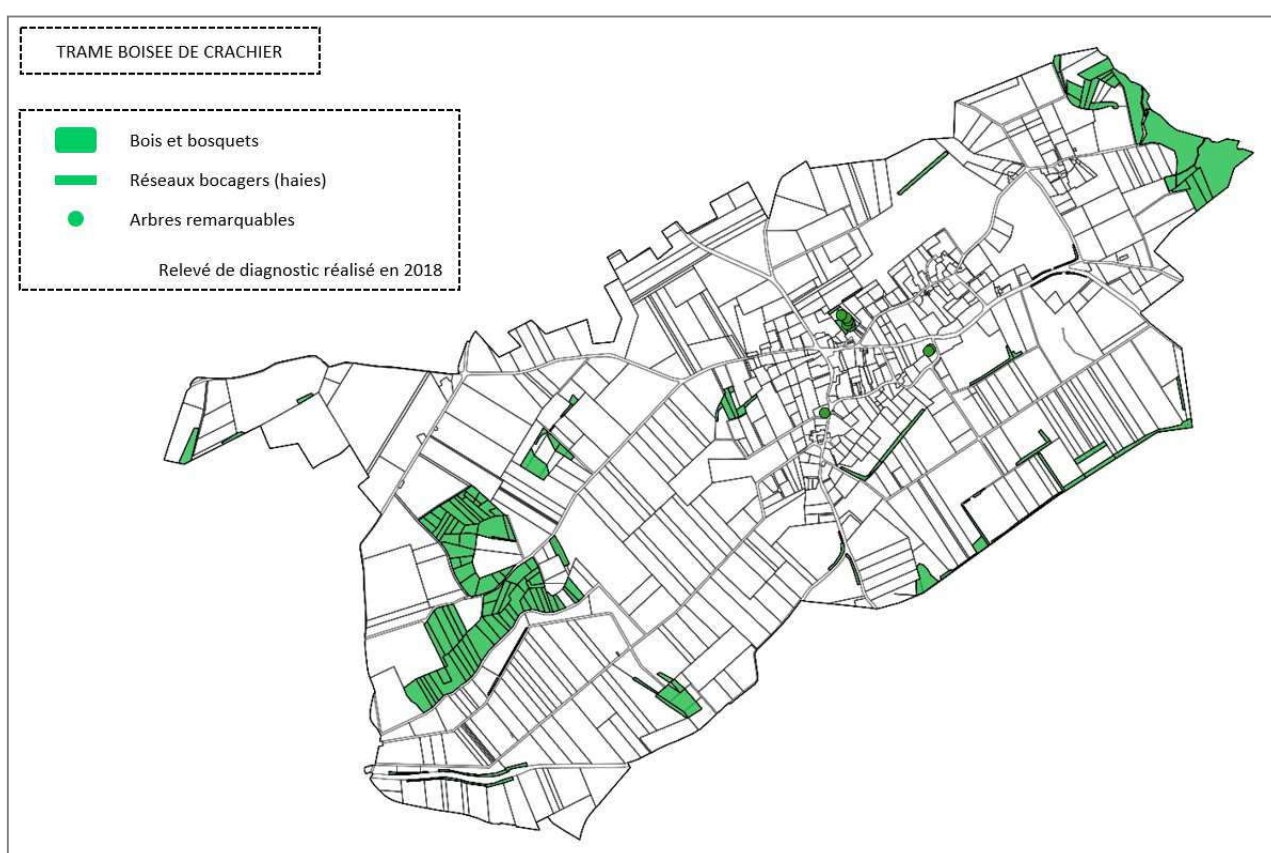 TRAME BOISEE DE CRACHIER
Bois et bosquets
Réseaux bocagers (haies)
Arbres remarquables
Relevé de diagnostic réalisé en 2018